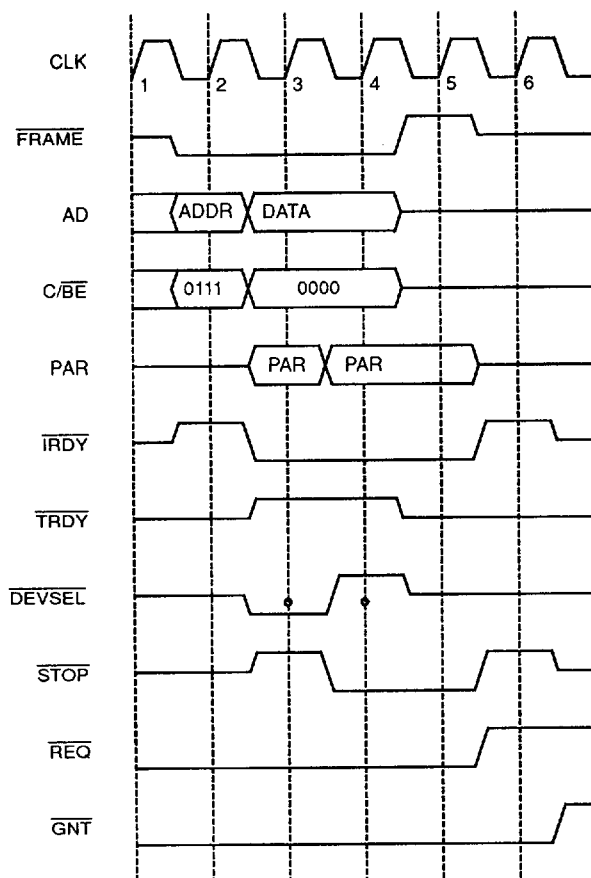 CLK
1 2 3 4 5 6
FRAME
AD ADDR DATA
C/BE 0111 0000
PAR PAR PAR
IRDY
TRDY
DEVSEL
STOP
REQ
GNT